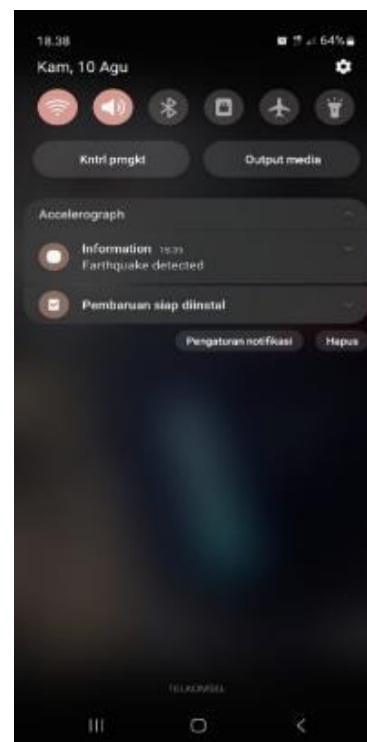 18.38 64%
Kam, 10 Agu
Kntrl prngkt Output media
Accelerograph
Information
Earthquake detected
Pembaruan siap diinstal
Pengaturan notifikasi Hapus
TELKOMSEL